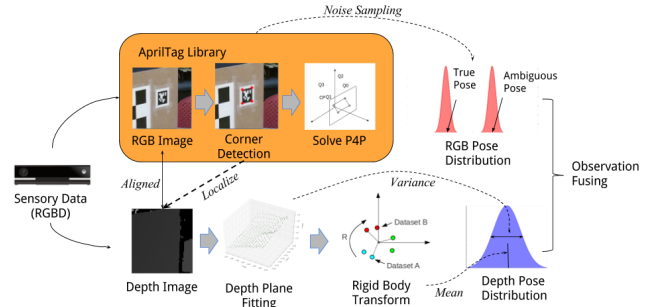 Noise Sampling
AprilTag Library
RGB Image
Corner
Detection
Solve P4P
True
Pose
Ambiguous
Pose
RGB Pose
Distribution
Sensory Data
(RGBD)
Aligned
Localize
Variance
Observation
Fusing
Depth Image
Depth Plane
Fitting
R
Dataset B
Dataset A
Rigid Body
Transform
Mean
Depth Pose
Distribution